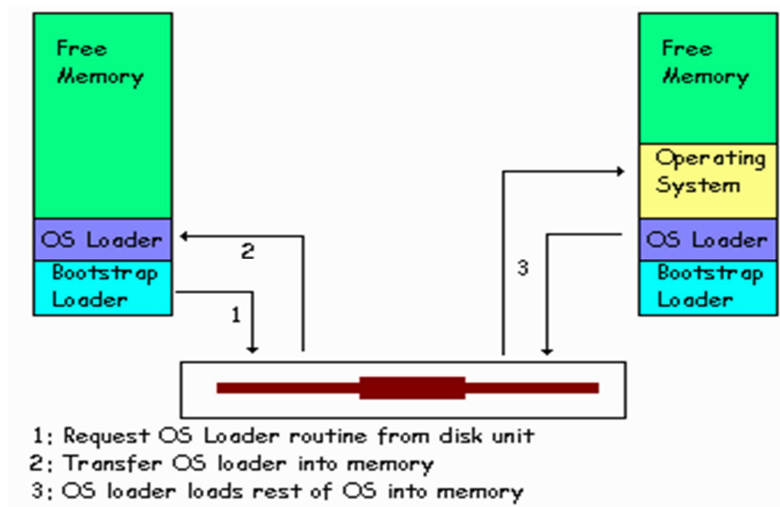 Free
Memory
OS Loader
Bootstrap
Loader
2
1
3
Free
Memory
Operating
System
OS Loader
Bootstrap
Loader
1: Request OS Loader routine from disk unit
2: Transfer OS loader into memory
3: OS loader loads rest of OS into memory